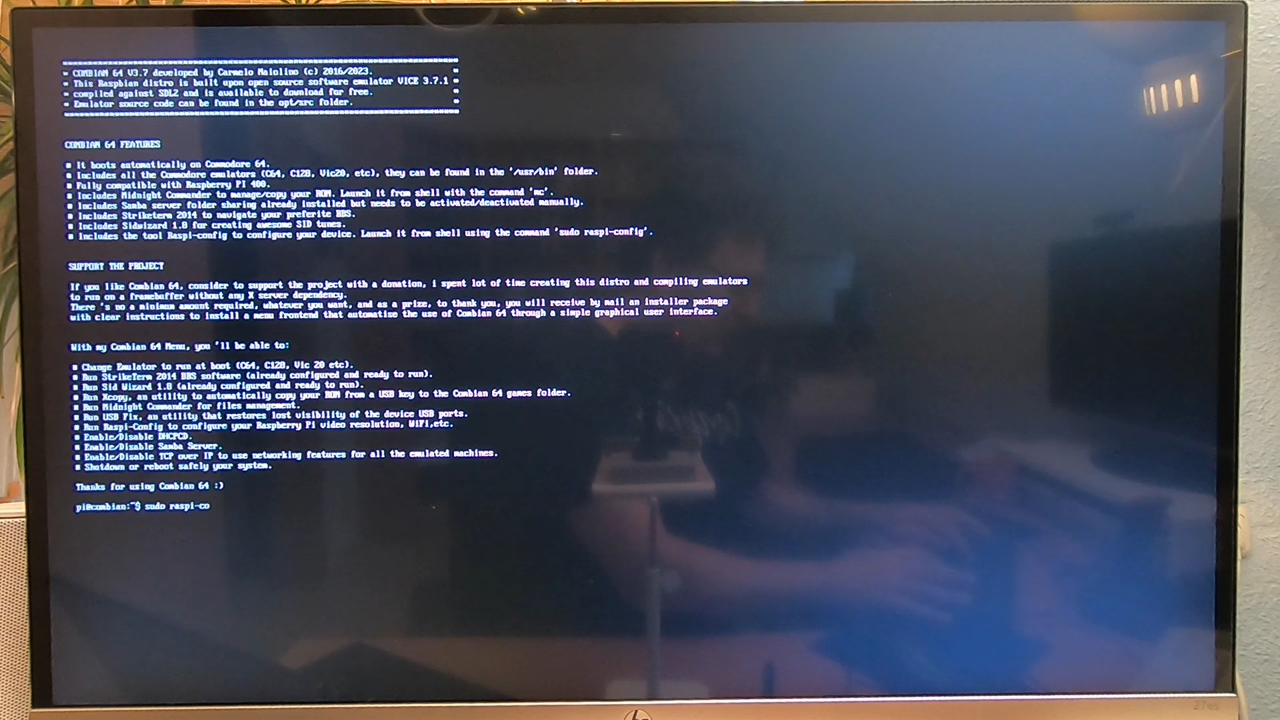 * COMBIAN 64 V3.7 developed by Carmelo Maiolino (c) 2016/2023. *
* This Raspbian distro is built upon open source software emulator VICE 3.7.1 *
* compiled against SDL2 and is available to download for free. *
* Emulator source code can be found in the opt/src folder. *
COMBIAN 64 FEATURES
■ It boots automatically on Commodore 64.
■ Includes all the Commodore emulators (C64, C128, Vic20, etc), they can be found in the '/usr/bin' folder.
■ Fully compatible with Raspberry PI 400.
■ Includes Midnight Commander to manage/copy your ROM. Launch it from shell with the command 'mc'.
■ Includes Samba server folder sharing already installed but needs to be activated/deactivated manually.
■ Includes Striketerm 2014 to navigate your preferite BBS.
■ Includes Sidwizard 1.8 for creating awesome SID tunes.
■ Includes the tool Raspi-config to configure your device. Launch it from shell using the command 'sudo raspi-config'.
SUPPORT THE PROJECT
If you like Combian 64, consider to support the project with a donation, i spent lot of time creating this distro and compiling emulators
to run on a framebuffer without any X server dependency.
There 's no a minimum amount required, whatever you want, and as a prize, to thank you, you will receive by mail an installer package
with clear instructions to install a menu frontend that automatise the use of Combian 64 through a simple graphical user interface.
With my Combian 64 Menu, you 'll be able to:
■ Change Emulator to run at boot (C64, C128, Vic 20 etc).
■ Run StrikeTerm 2014 BBS software (already configured and ready to run).
■ Run Sid Wizard 1.8 (already configured and ready to run).
■ Run Xcopy, an utility to automatically copy your ROM from a USB key to the Combian 64 games folder.
■ Run Midnight Commander for files management.
■ Run USB Fix, an utility that restores lost visibility of the device USB ports.
■ Run Raspi-Config to configure your Raspberry Pi video resolution, WiFi,etc.
■ Enable/Disable DHCPCD.
■ Enable/Disable Samba Server.
■ Enable/Disable TCP over IP to use networking features for all the emulated machines.
■ Shutdown or reboot safely your system.
Thanks for using Combian 64 :)
pi@combian:~$ sudo raspi-co
hp
27es